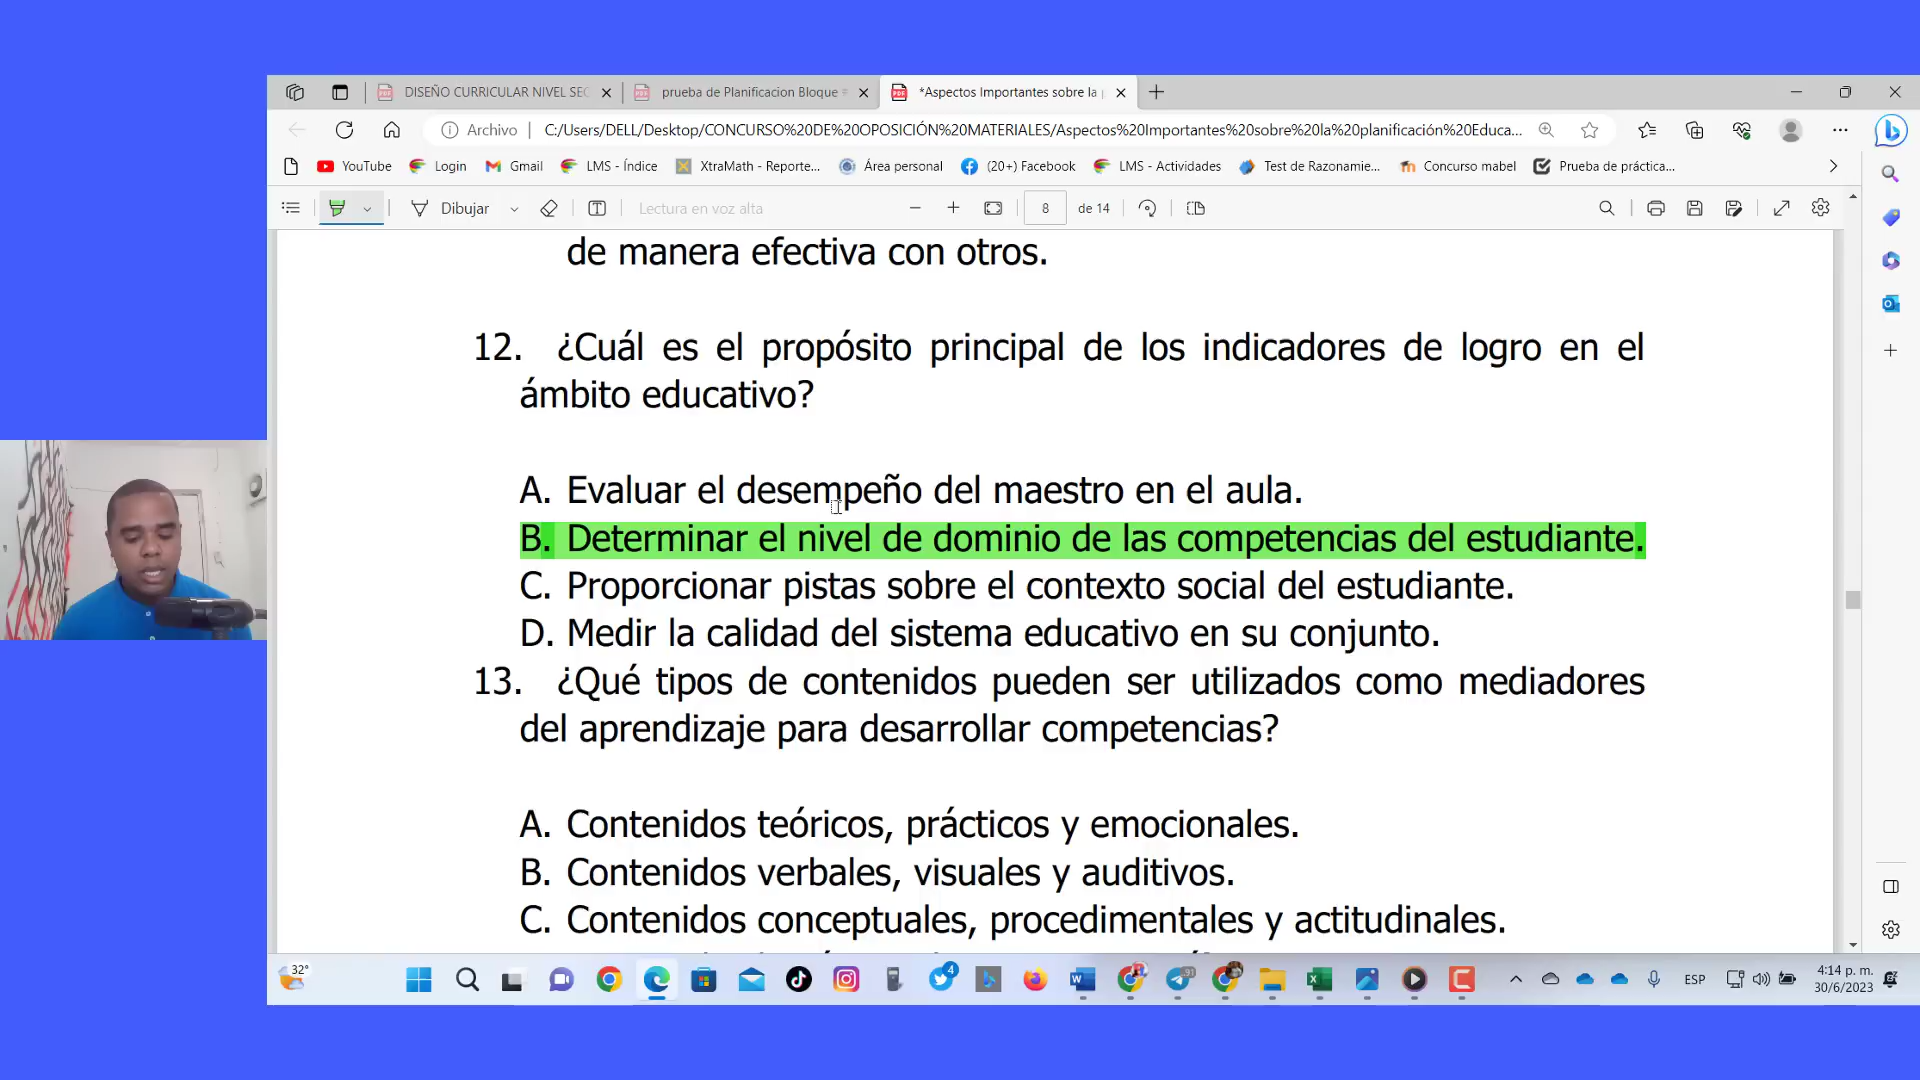 DISEÑO CURRICULAR NIVEL SEC
prueba de Planificacion Bloque
*Aspectos Importantes sobre la
Archivo
C:/Users/DELL/Desktop/CONCURSO%20DE%20OPOSICIÓN%20MATERIALES/Aspectos%20Importantes%20sobre%20la%20planificación%20Educa...
YouTube
Login
Gmail
LMS - Índice
XtraMath - Reporte...
Área personal
(20+) Facebook
LMS - Actividades
Test de Razonamie...
Concurso mabel
Prueba de práctica...
Dibujar
Lectura en voz alta
8
de 14
de manera efectiva con otros.
12. ¿Cuál es el propósito principal de los indicadores de logro en el
ámbito educativo?
A. Evaluar el desempeño del maestro en el aula.
B. Determinar el nivel de dominio de las competencias del estudiante.
C. Proporcionar pistas sobre el contexto social del estudiante.
D. Medir la calidad del sistema educativo en su conjunto.
13. ¿Qué tipos de contenidos pueden ser utilizados como mediadores
del aprendizaje para desarrollar competencias?
A. Contenidos teóricos, prácticos y emocionales.
B. Contenidos verbales, visuales y auditivos.
C. Contenidos conceptuales, procedimentales y actitudinales.
32°
4
91
ESP
4:14 p. m.
30/6/2023